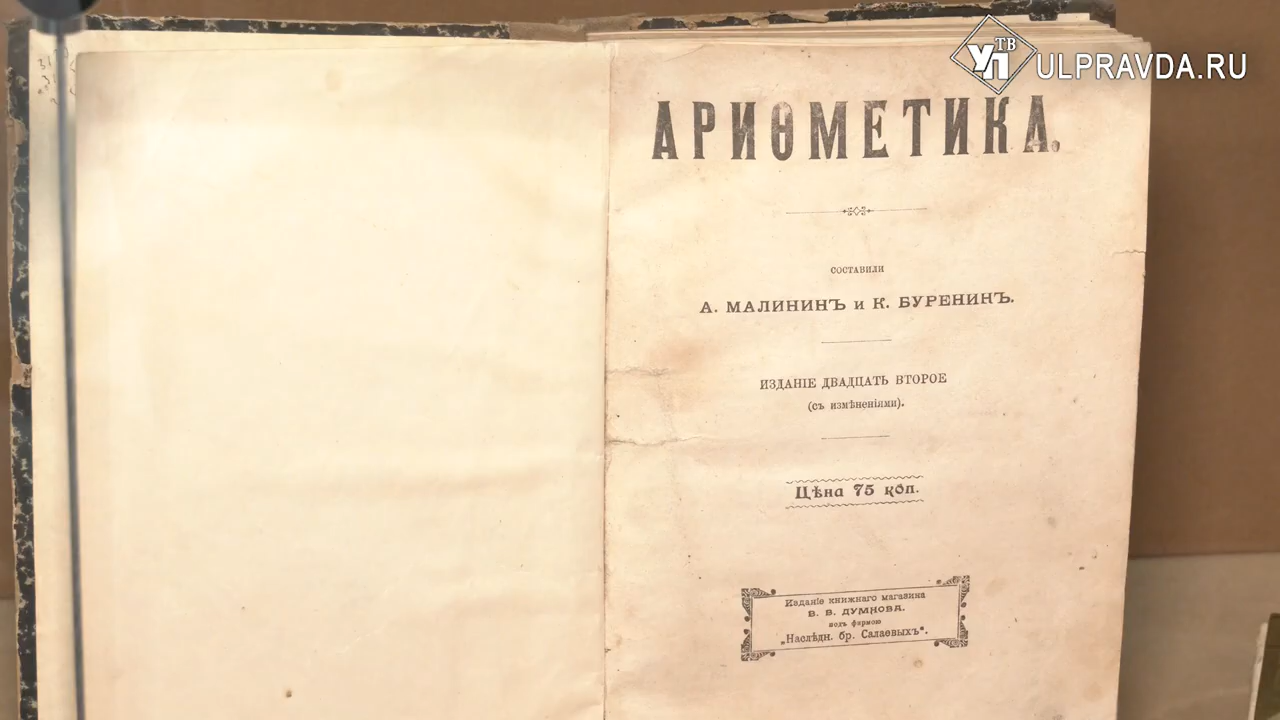 УП ТВ ULPRAVDA.RU
АРИѲМЕТИКА.
СОСТАВИЛИ
А. МАЛИНИНЪ и К. БУРЕНИНЪ.
ИЗДАНІЕ ДВАДЦАТЬ ВТОРОЕ
(съ измѣненіями).
Цѣна 75 коп.
Изданіе книжнаго магазина
В. В. ДУМНОВА.
подъ фирмою
„Наслѣдн. бр. Салаевыхъ“.